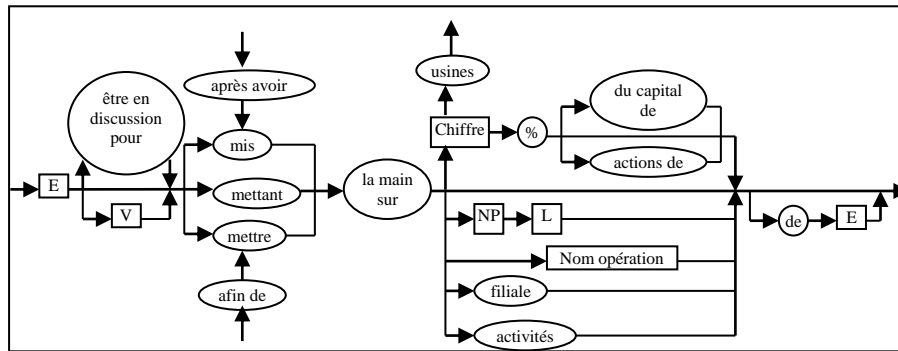 usines
après avoir
être en
discussion
pour
du capital
de
Chiffre
%
mis
actions de
la main
sur
E
mettant
V
NP
L
de
E
mettre
Nom opération
afin de
filiale
activités